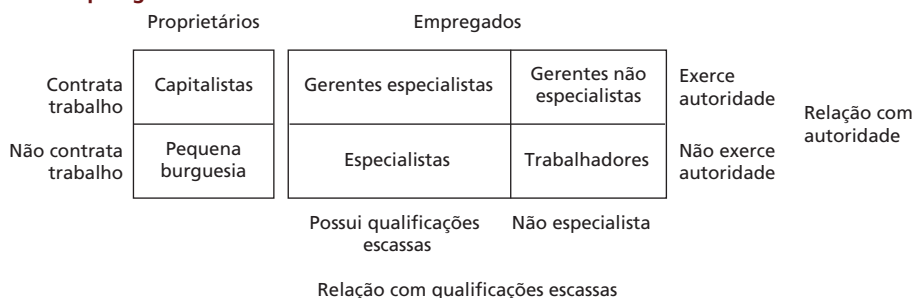 Proprietários Empregados
Contrata
trabalho
Capitalistas
Gerentes especialistas
Gerentes não
especialistas
Exerce
autoridade
Relação com
autoridade
Não contrata
trabalho
Pequena
burguesia
Especialistas
Trabalhadores
Não exerce
autoridade
Possui qualificações
escassas
Não especialista
Relação com qualificações escassas